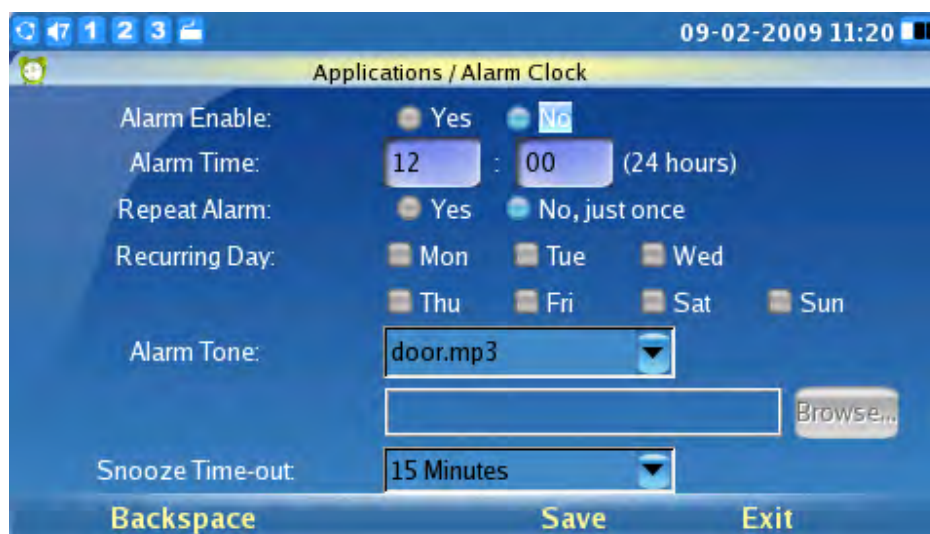 47 1 2 3 09-02-2009 11:20
Applications / Alarm Clock
Alarm Enable: Yes No
Alarm Time: 12 : 00 (24 hours)
Repeat Alarm: Yes No, just once
Recurring Day: Mon Tue Wed
Thu Fri Sat Sun
Alarm Tone: door.mp3
Browse...
Snooze Time-out: 15 Minutes
Backspace Save Exit